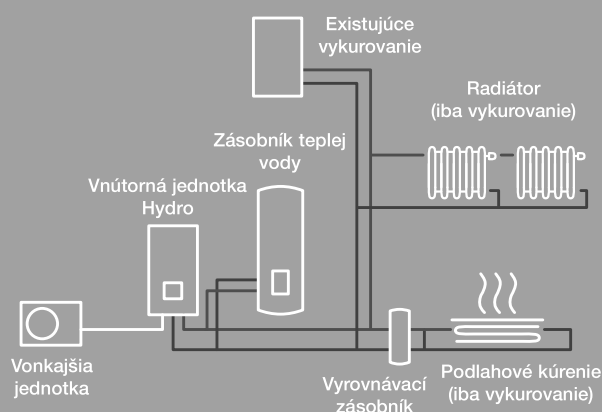 Existujúce
vykurovanie
Radiátor
(iba vykurovanie)
Zásobník teplej
vody
Vnútorná jednotka
Hydro
Vonkajšia
jednotka
Vyrovnávací
zásobník
Podlahové kúrenie
(iba vykurovanie)